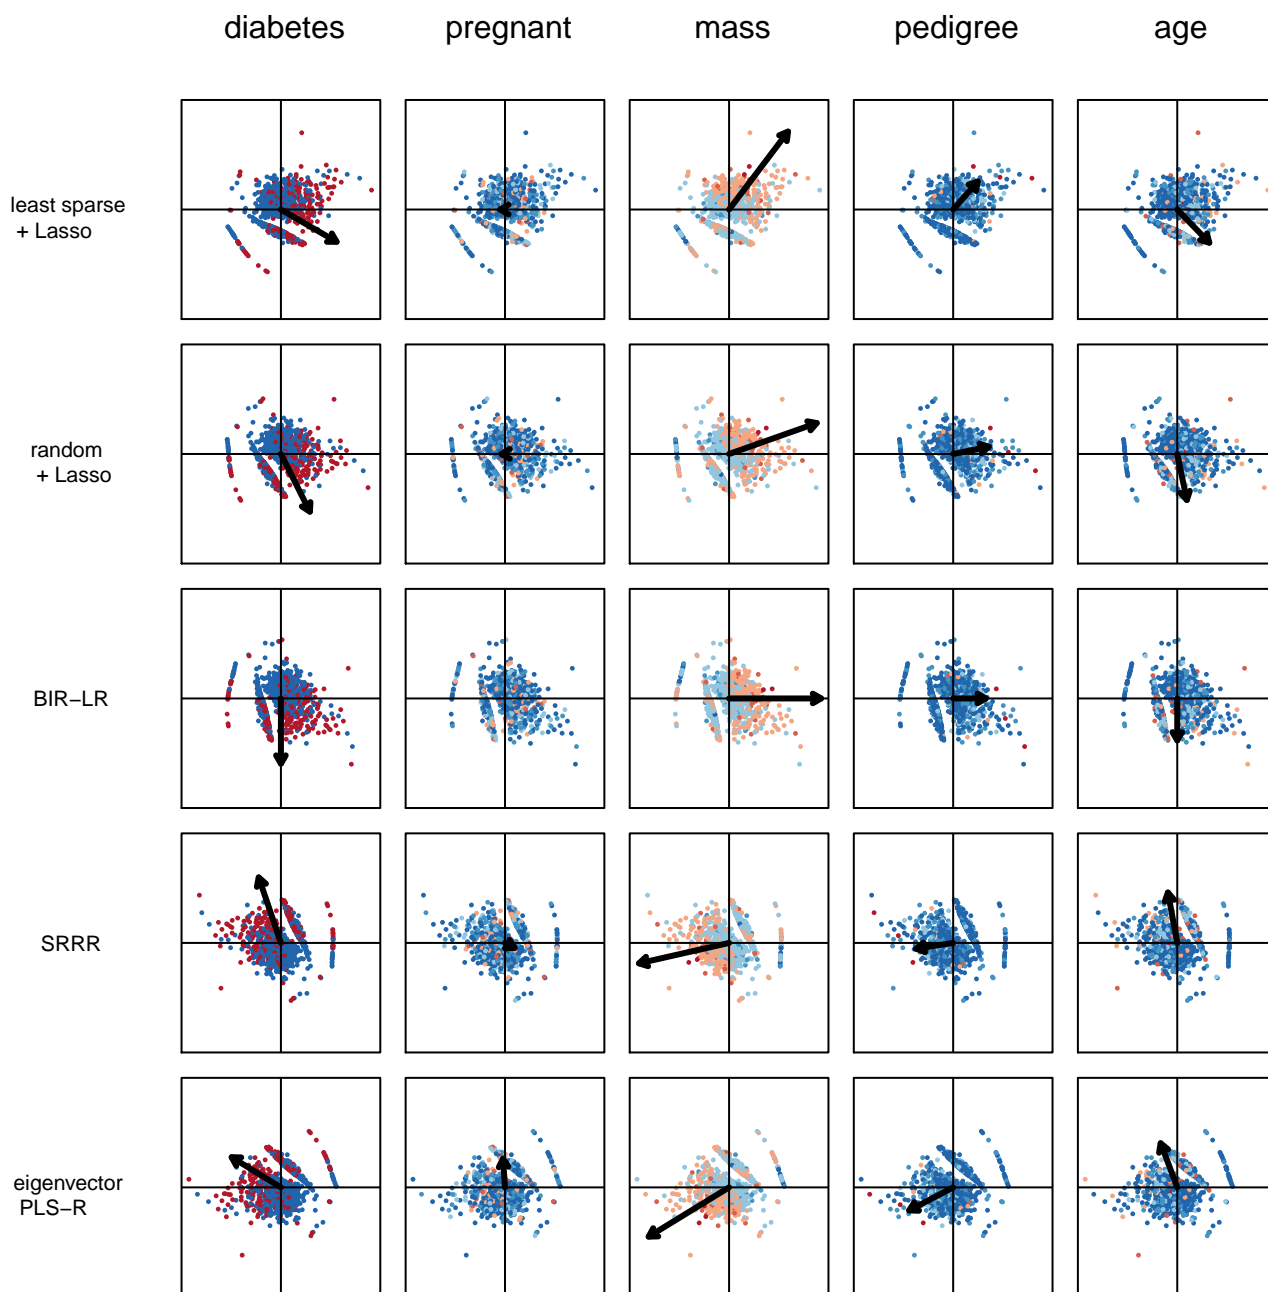 diabetes pregnant mass pedigree age
least sparse
+ Lasso
random
+ Lasso
BIR−LR
SRRR
eigenvector
PLS−R